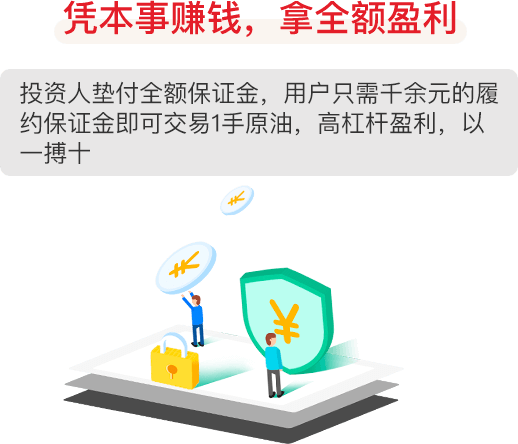 凭本事赚钱，拿全额盈利
投资人垫付全额保证金，用户只需千余元的履
约保证金即可交易1手原油，高杠杆盈利，以
一搏十